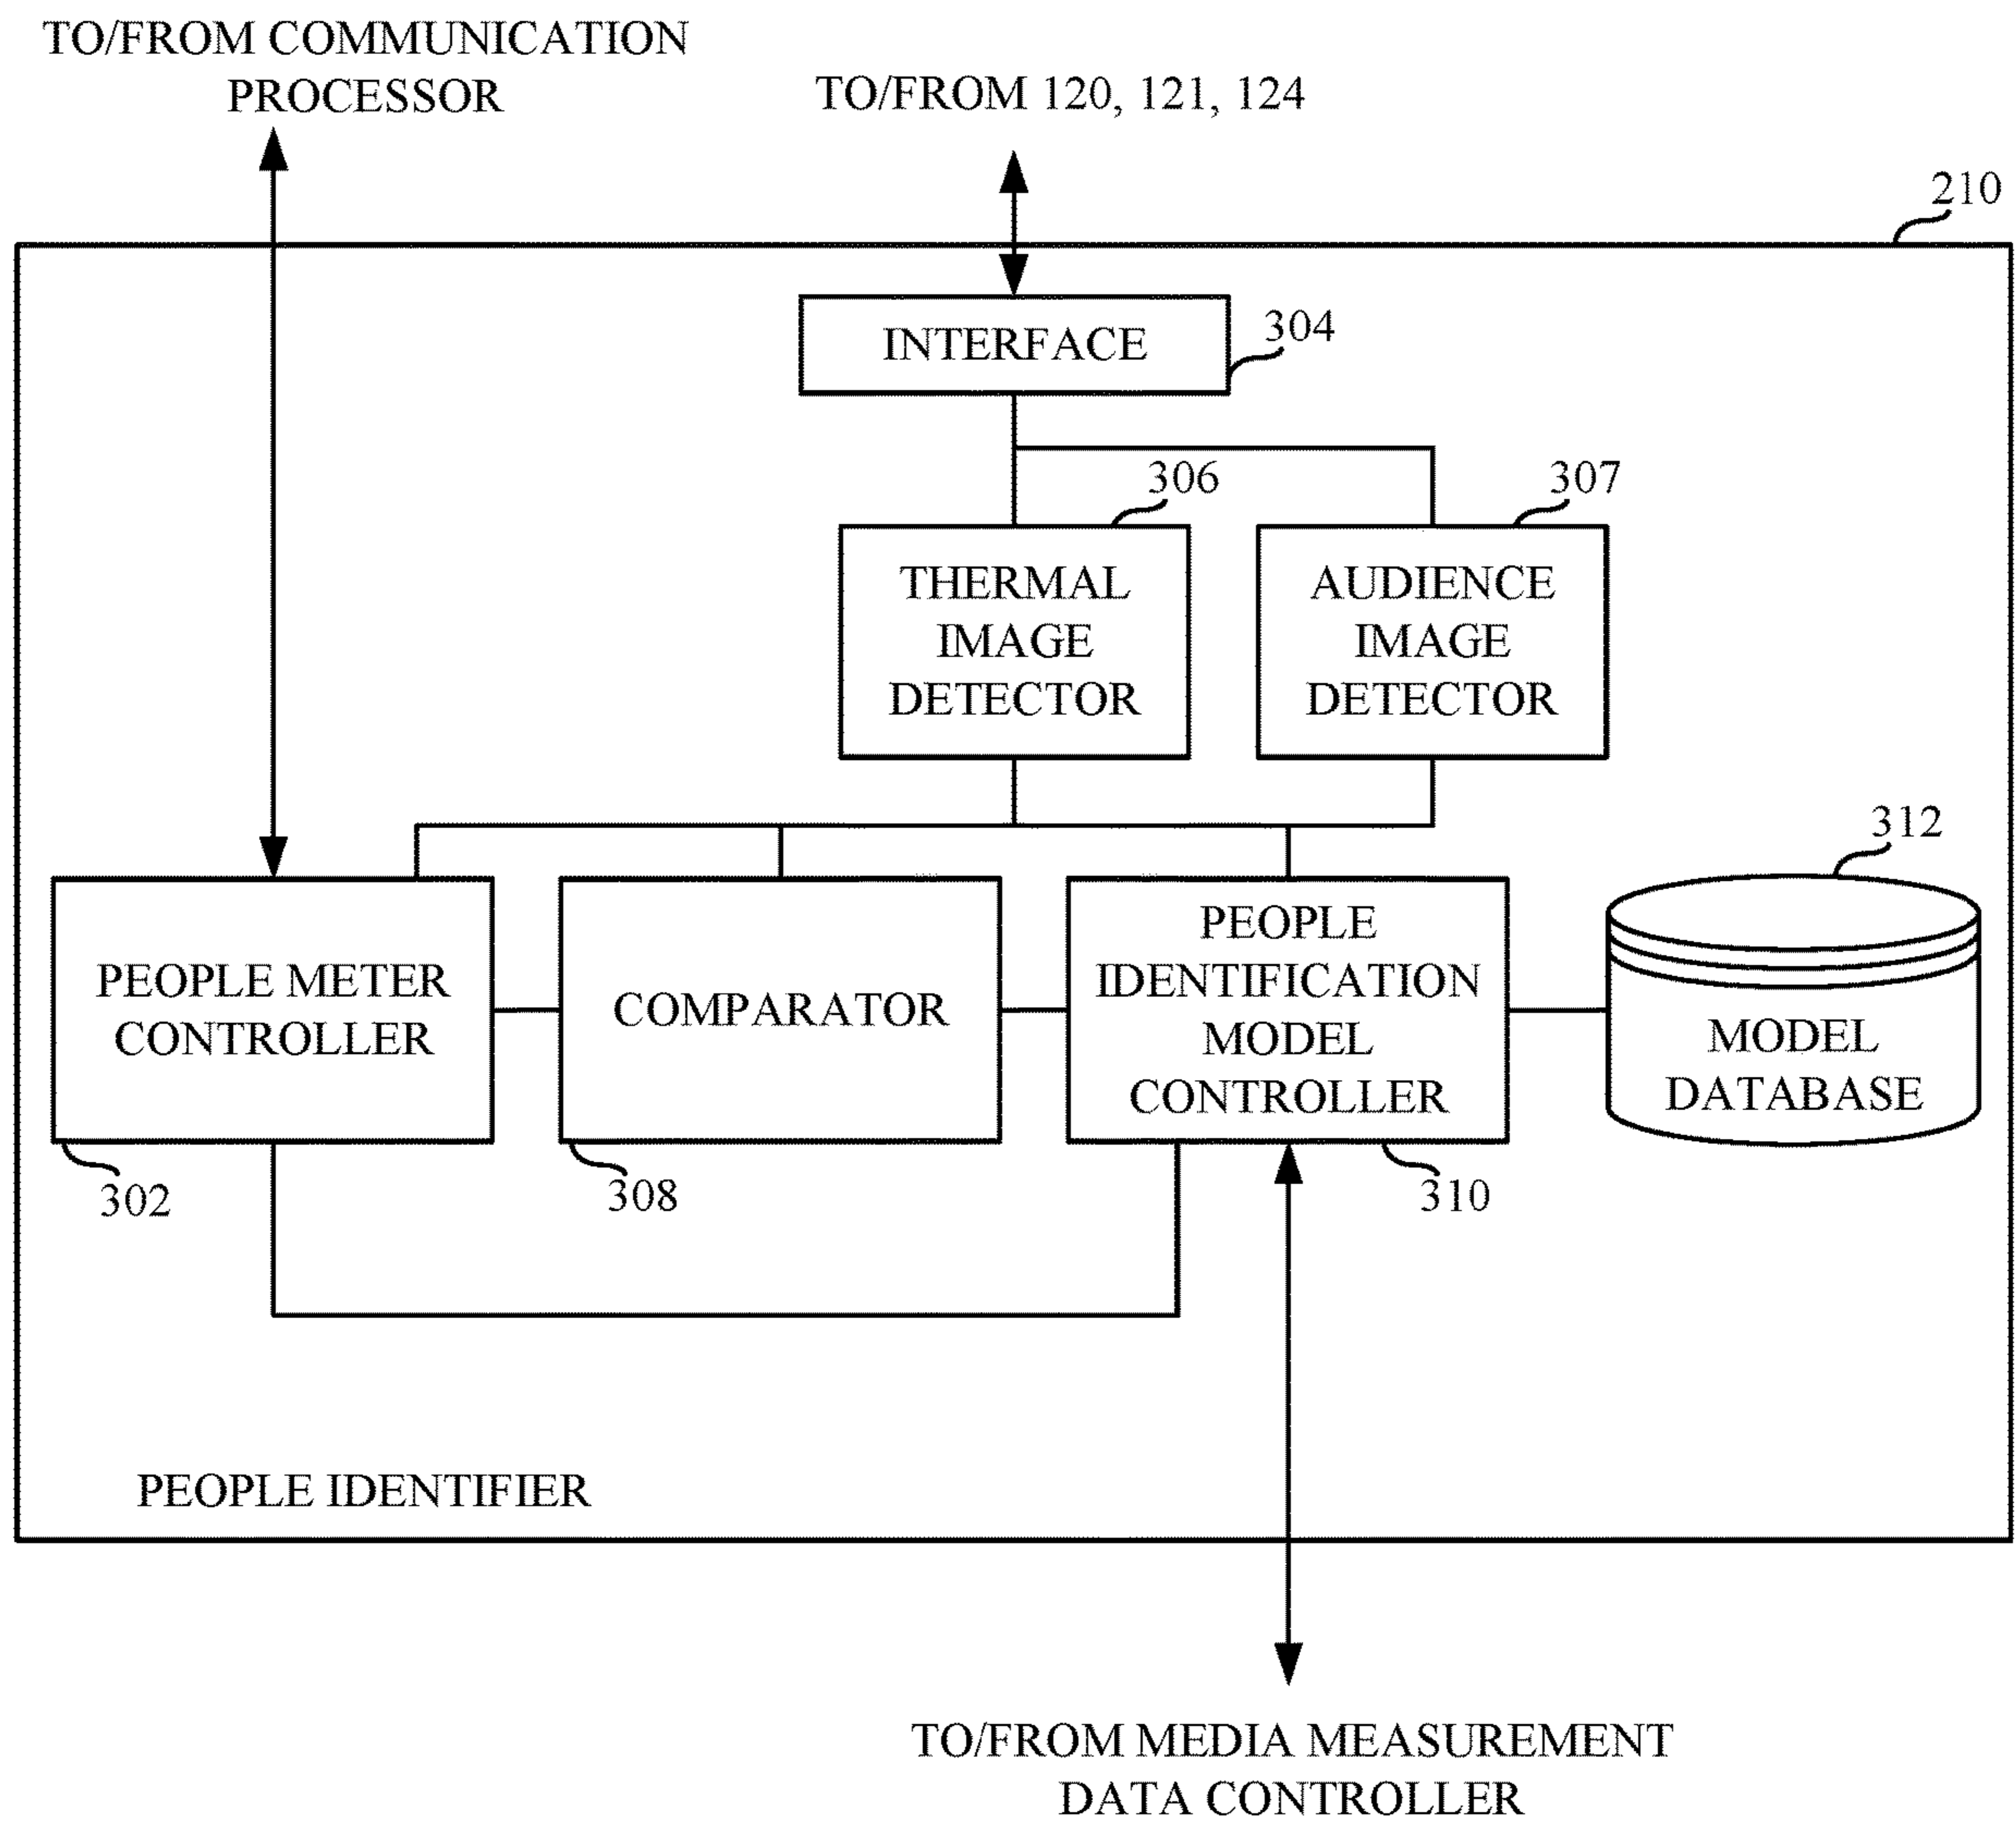 TO/FROM COMMUNICATION
PROCESSOR
TO/FROM 120, 121, 124
210
INTERFACE
304
306
307
THERMAL
IMAGE
DETECTOR
AUDIENCE
IMAGE
DETECTOR
312
PEOPLE METER
CONTROLLER
COMPARATOR
PEOPLE
IDENTIFICATION
MODEL
CONTROLLER
MODEL
DATABASE
302
308
310
PEOPLE IDENTIFIER
TO/FROM MEDIA MEASUREMENT
DATA CONTROLLER